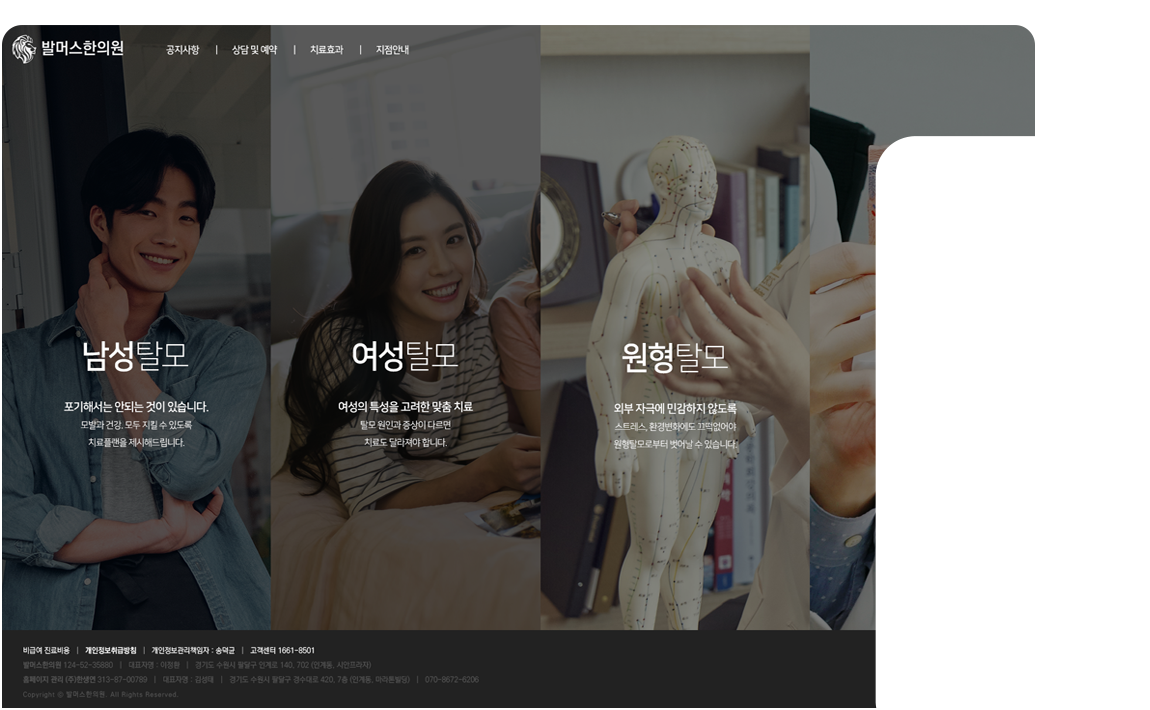 발머스한의원
공지사항 | 상담 및 예약 | 치료효과 | 지점안내
남성탈모
포기해서는 안되는 것이 있습니다.
모발과 건강, 모두 지킬 수 있도록
치료플랜을 제시해드립니다.
여성탈모
여성의 특성을 고려한 맞춤 치료
탈모 원인과 증상이 다르면
치료도 달라져야 합니다.
원형탈모
외부 자극에 민감하지 않도록
스트레스, 환경변화에도 끄떡없어야
원형탈모로부터 벗어날 수 있습니다.
비급여 진료비용 | 개인정보취급방침 | 개인정보관리책임자 : 송덕균 | 고객센터 1661-8501
발머스한의원 124-52-35880 | 대표자명 : 이정원 | 경기도 수원시 팔달구 인계로 140, 702 (인계동, 샤인프라자)
홈페이지 관리 (주)한생연 313-87-00789 | 대표자명 : 김성태 | 경기도 수원시 팔달구 경수대로 420, 7층 (인계동, 마라톤빌딩) | 070-8672-6206
Copyright © 발머스한의원. All Rights Reserved.